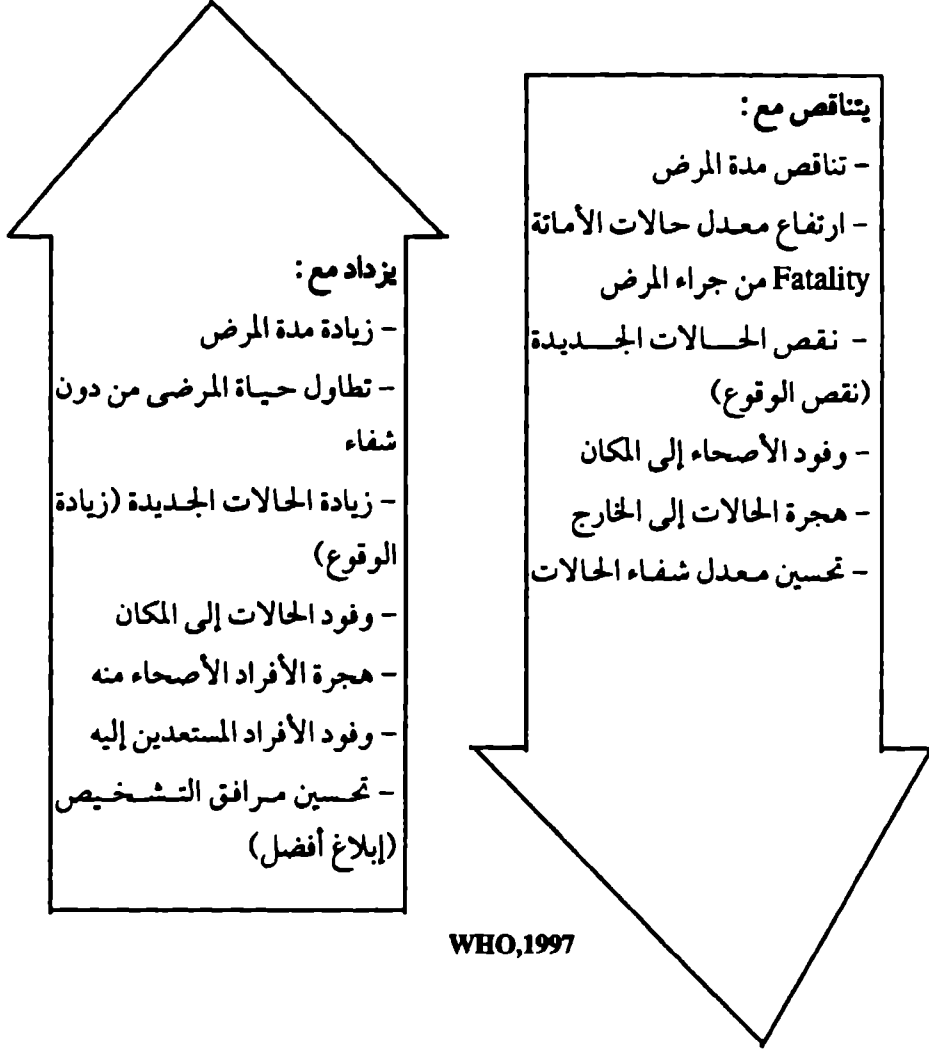 يتناقص مع :
- تناقص مدة المرض
- ارتفاع معدل حالات الأماتة
Fatality من جراء المرض
- نقص الحالات الجديدة
(نقص الوقوع)
- وفود الأصحاء إلى المكان
- هجرة الحالات إلى الخارج
- تحسين معدل شفاء الحالات
يزداد مع :
- زيادة مدة المرض
- تطاول حياة المرضى من دون
شفاء
- زيادة الحالات الجديدة (زيادة
الوقوع)
- وفود الحالات إلى المكان
- هجرة الأفراد الأصحاء منه
- وفود الأفراد المستعدين إليه
- تحسين مرافق التشخيص
(إبلاغ أفضل)
WHO,1997